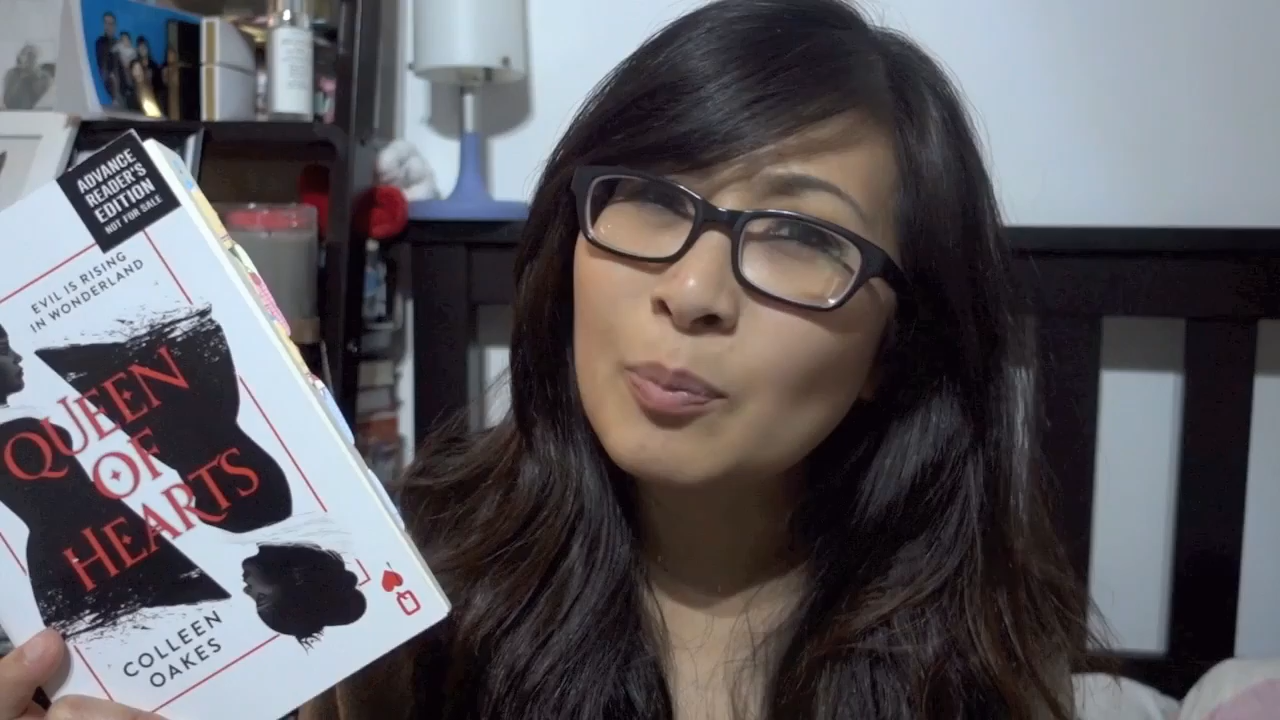 ADVANCE
READER'S
EDITION
NOT FOR SALE
EVIL IS RISING
IN WONDERLAND
QUEEN
OF
HEARTS
COLLEEN
OAKES